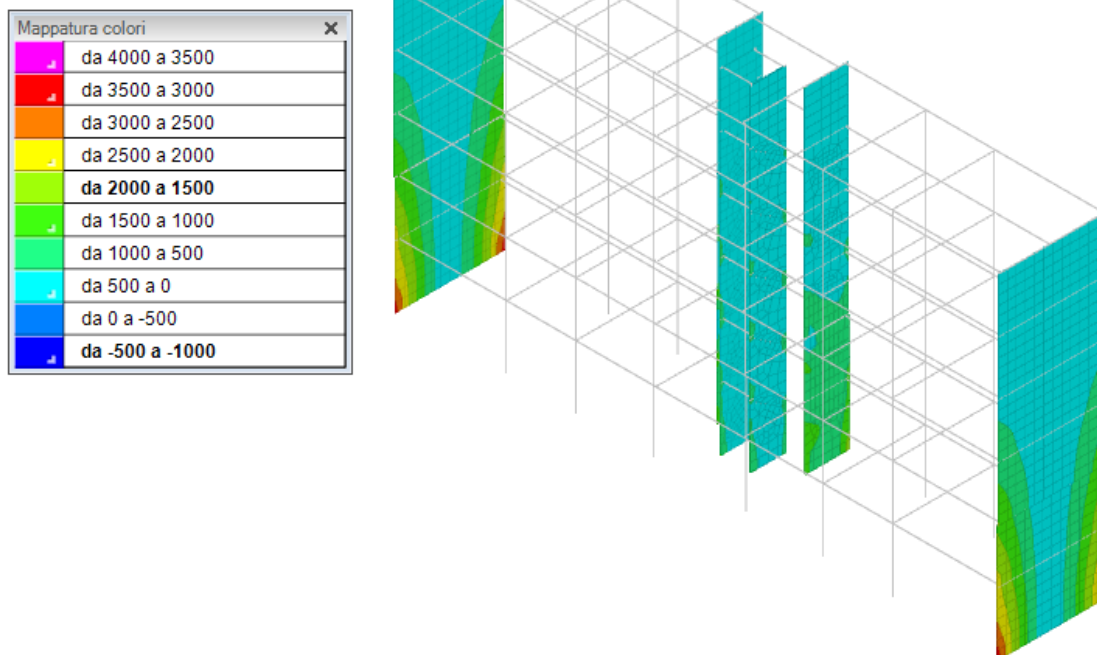 Mappatura colori
da 4000 a 3500
da 3500 a 3000
da 3000 a 2500
da 2500 a 2000
da 2000 a 1500
da 1500 a 1000
da 1000 a 500
da 500 a 0
da 0 a -500
da -500 a -1000